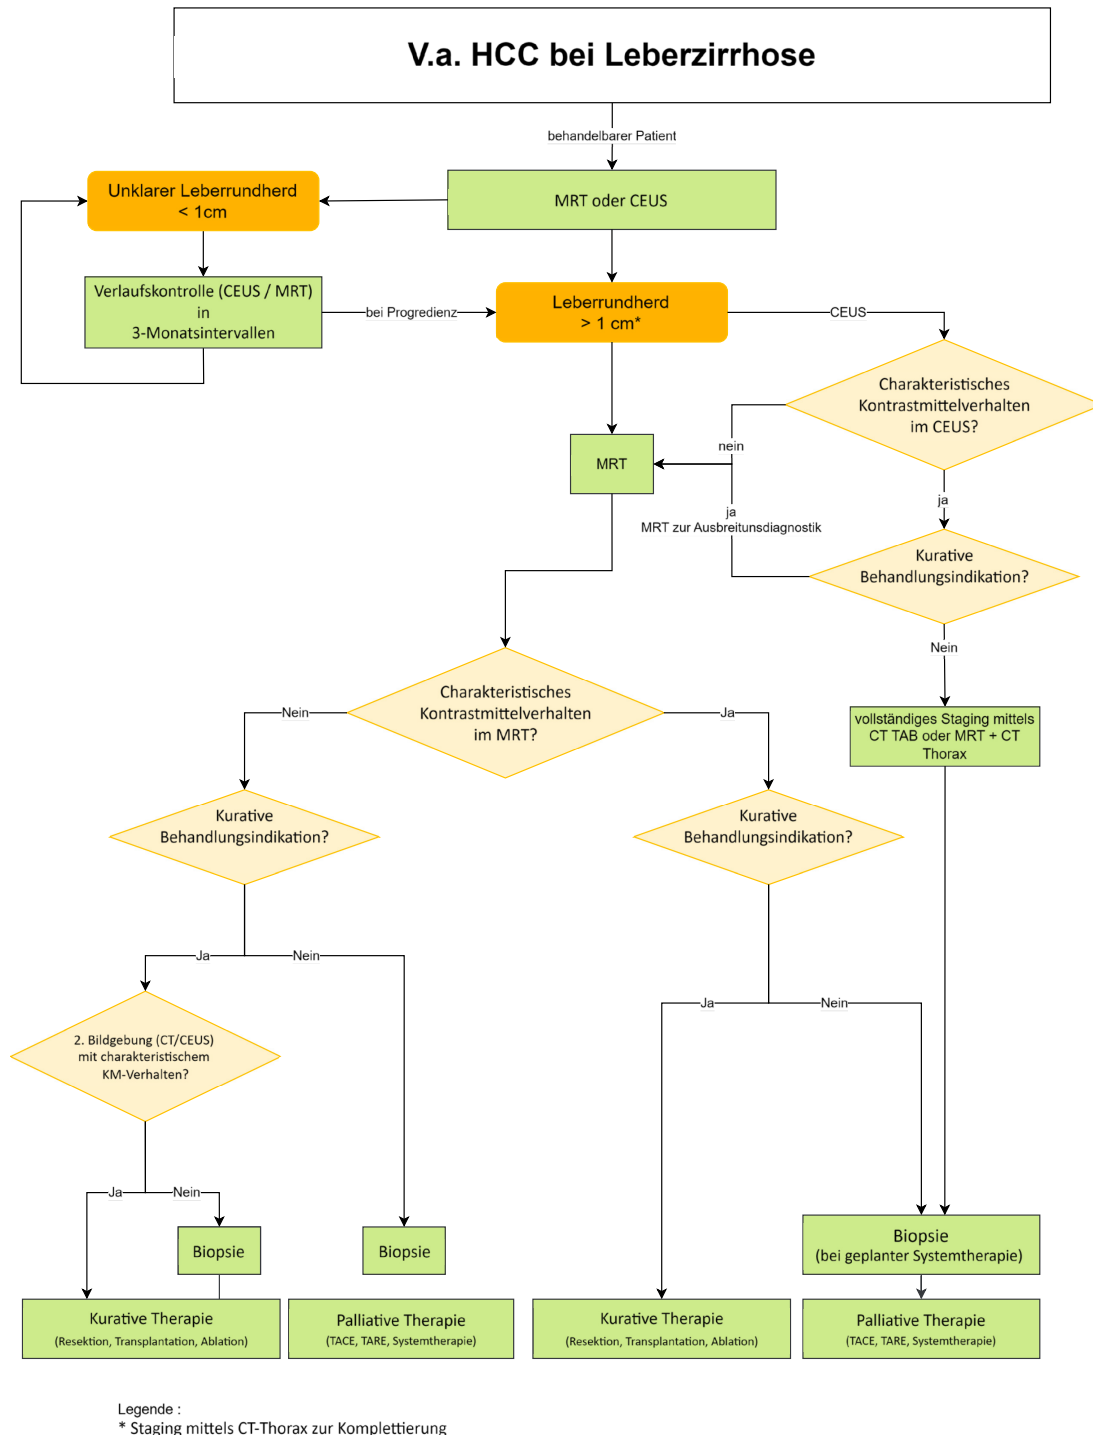 V.a. HCC bei Leberzirrhose
behandelbarer Patient
Unklarer Leberrundherd
< 1cm
MRT oder CEUS
Verlaufskontrolle (CEUS / MRT)
in
3-Monatsintervallen
bei Progredienz
Leberrundherd
> 1 cm*
CEUS
Charakteristisches
Kontrastmittelverhalten
im CEUS?
nein
MRT
ja
ja
MRT zur Ausbreitunsdiagnostik
Kurative
Behandlungsindikation?
Nein
Charakteristisches
Kontrastmittelverhalten
im MRT?
Nein
Ja
vollständiges Staging mittels
CT TAB oder MRT + CT
Thorax
Kurative
Behandlungsindikation?
Kurative
Behandlungsindikation?
Ja
Nein
Ja
Nein
2. Bildgebung (CT/CEUS)
mit charakteristischem
KM-Verhalten?
Ja
Nein
Biopsie
Biopsie
Biopsie
(bei geplanter Systemtherapie)
Kurative Therapie
(Resektion, Transplantation, Ablation)
Palliative Therapie
(TACE, TARE, Systemtherapie)
Kurative Therapie
(Resektion, Transplantation, Ablation)
Palliative Therapie
(TACE, TARE, Systemtherapie)
Legende :
* Staging mittels CT-Thorax zur Komplettierung